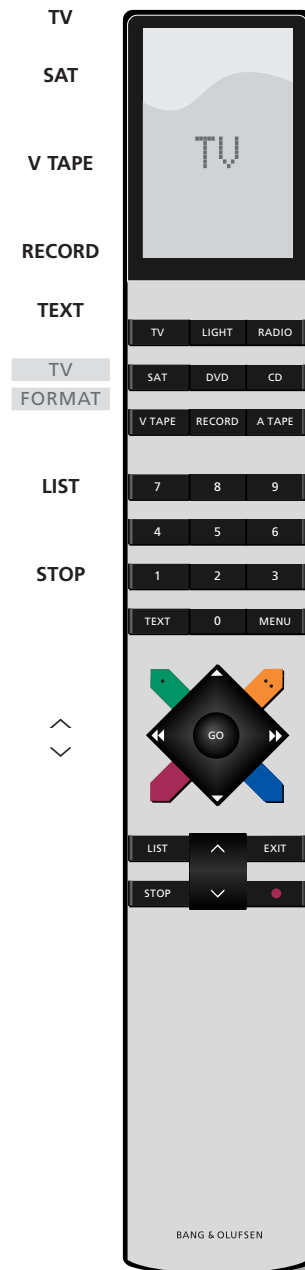 TV
SAT
V TAPE
RECORD
TEXT
TV
FORMAT
LIST
STOP
TV
TV LIGHT RADIO
SAT DVD CD
V TAPE RECORD A TAPE
7 8 9
4 5 6
1 2 3
TEXT 0 MENU
GO
LIST EXIT
STOP
BANG & OLUFSEN